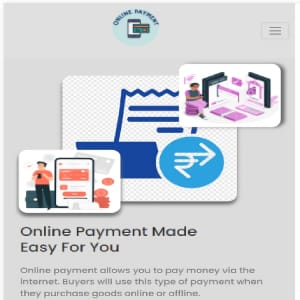 ONLINE PAYMENT
Online Payment Made
Easy For You
Online payment allows you to pay money via the
Internet. Buyers will use this type of payment when
they purchase goods online or offline.